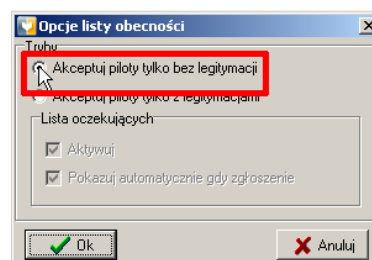 Opcje listy obecności
Tryby
Akceptuj piloty tylko bez legitymacji
Akceptuj piloty tylko z legitymacjami
Lista oczekujących
Aktywuj
Pokazuj automatycznie gdy zgłoszenie
Ok
Anuluj